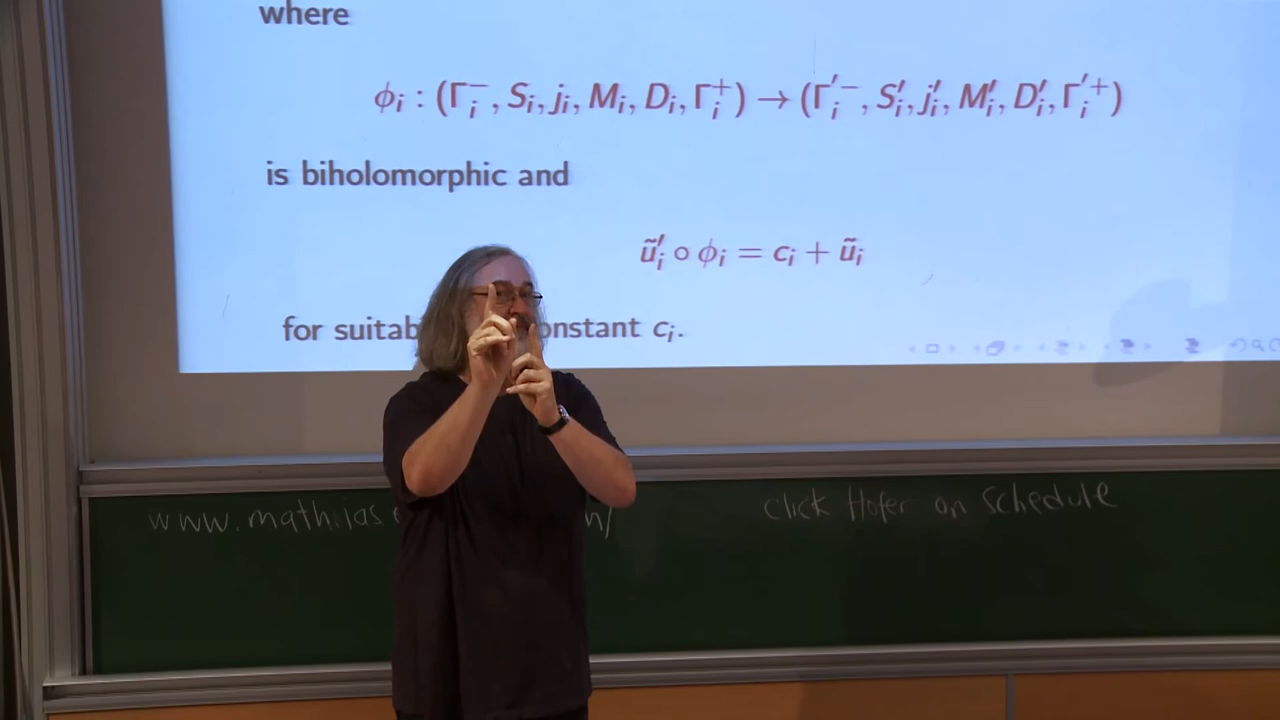 where
ϕᵢ : (Γᵢ⁻, Sᵢ, jᵢ, Mᵢ, Dᵢ, Γᵢ⁺) → (Γ′ᵢ⁻, S′ᵢ, j′ᵢ, M′ᵢ, D′ᵢ, Γ′ᵢ⁺)
is biholomorphic and
ũ′ᵢ ∘ ϕᵢ = cᵢ + ũᵢ
for suitab onstant cᵢ.
www.math.ias
click Hofer on schedule